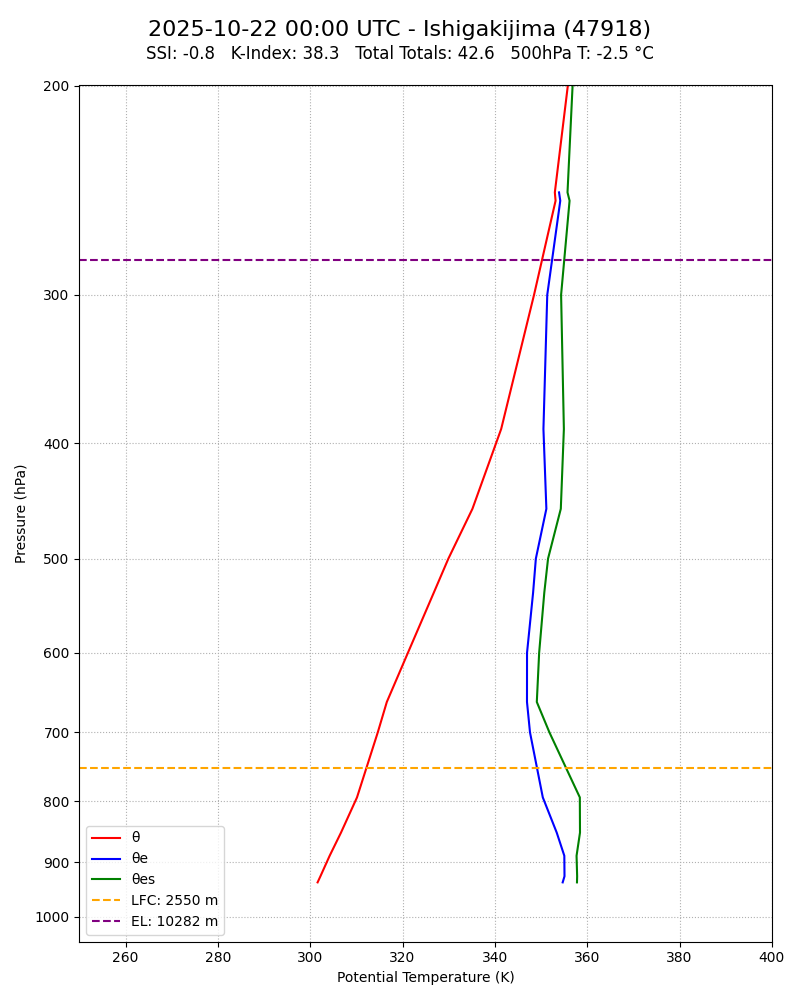 2025-10-22 00:00 UTC - Ishigakijima (47918)
SSI: -0.8   K-Index: 38.3   Total Totals: 42.6   500hPa T: -2.5 °C
200
300
400
500
600
700
800
900
1000
Pressure (hPa)
θ
θe
θes
LFC: 2550 m
EL: 10282 m
260 280 300 320 340 360 380 400
Potential Temperature (K)